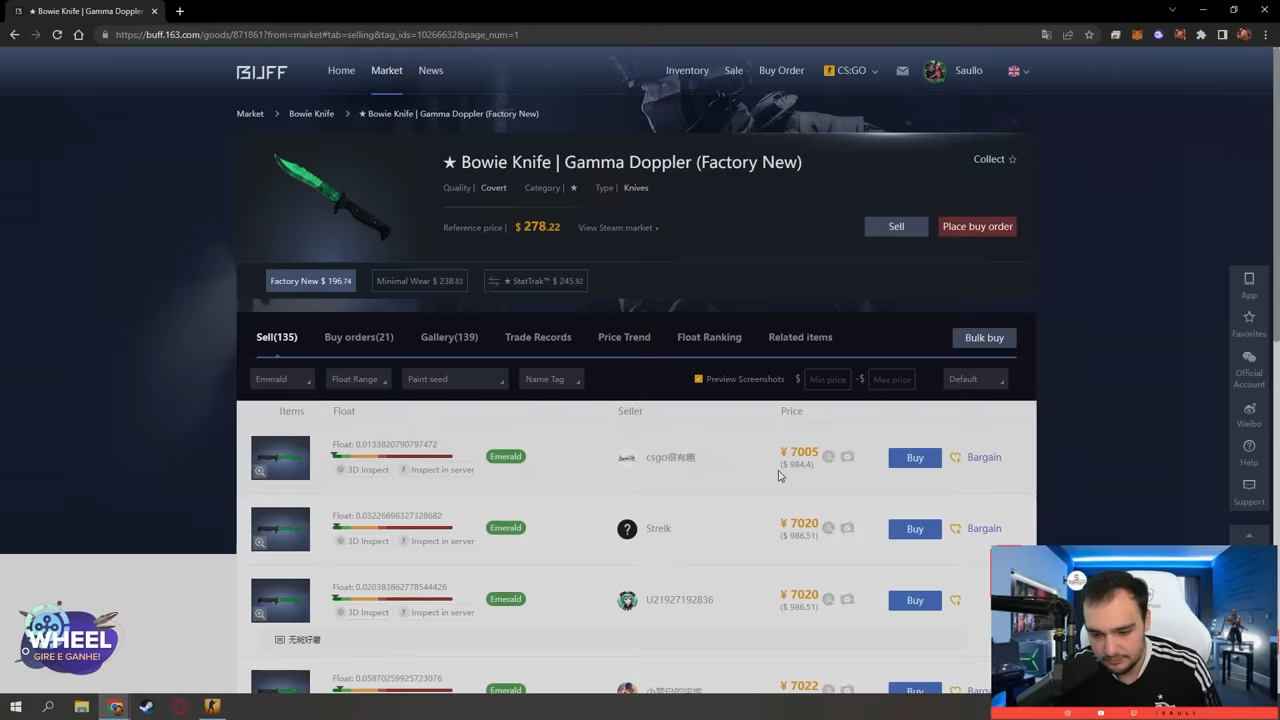 ★ Bowie Knife | Gamma Doppler
https://buff.163.com/goods/871861?from=market#tab=selling&tag_ids=10266632&page_num=1
BUFF Home Market News Inventory Sale Buy Order CS:GO Saullo
Market > Bowie Knife > ★ Bowie Knife | Gamma Doppler (Factory New)
★ Bowie Knife | Gamma Doppler (Factory New)
Collect
Quality | Covert Category | ★ Type | Knives
Reference price | $ 278.22 View Steam market
Sell Place buy order
Factory New $ 196.74 Minimal Wear $ 238.83 ★ StatTrak™ $ 245.92
Sell(135) Buy orders(21) Gallery(139) Trade Records Price Trend Float Ranking Related items Bulk buy
Emerald Float Range Paint seed Name Tag Preview Screenshots $ Min price -$ Max price Default
Items Float Seller Price
Float: 0.0133820790797472
Emerald csgo很有趣 ¥ 7005 Buy Bargain
($ 984.4)
3D Inspect Inspect in server
Float: 0.03226696327328682
Emerald Strelk ¥ 7020 Buy Bargain
($ 986.51)
3D Inspect Inspect in server
Float: 0.020383862778544426
Emerald U21927192836 ¥ 7020 Buy
($ 986.51)
3D Inspect Inspect in server
无斑好磨
Float: 0.05870259925723076
Emerald ¥ 7022 Buy Barga
App
Favorites
Official
Account
Weibo
Help
Support
WHEEL
GIRE E GANHE!
SAULL